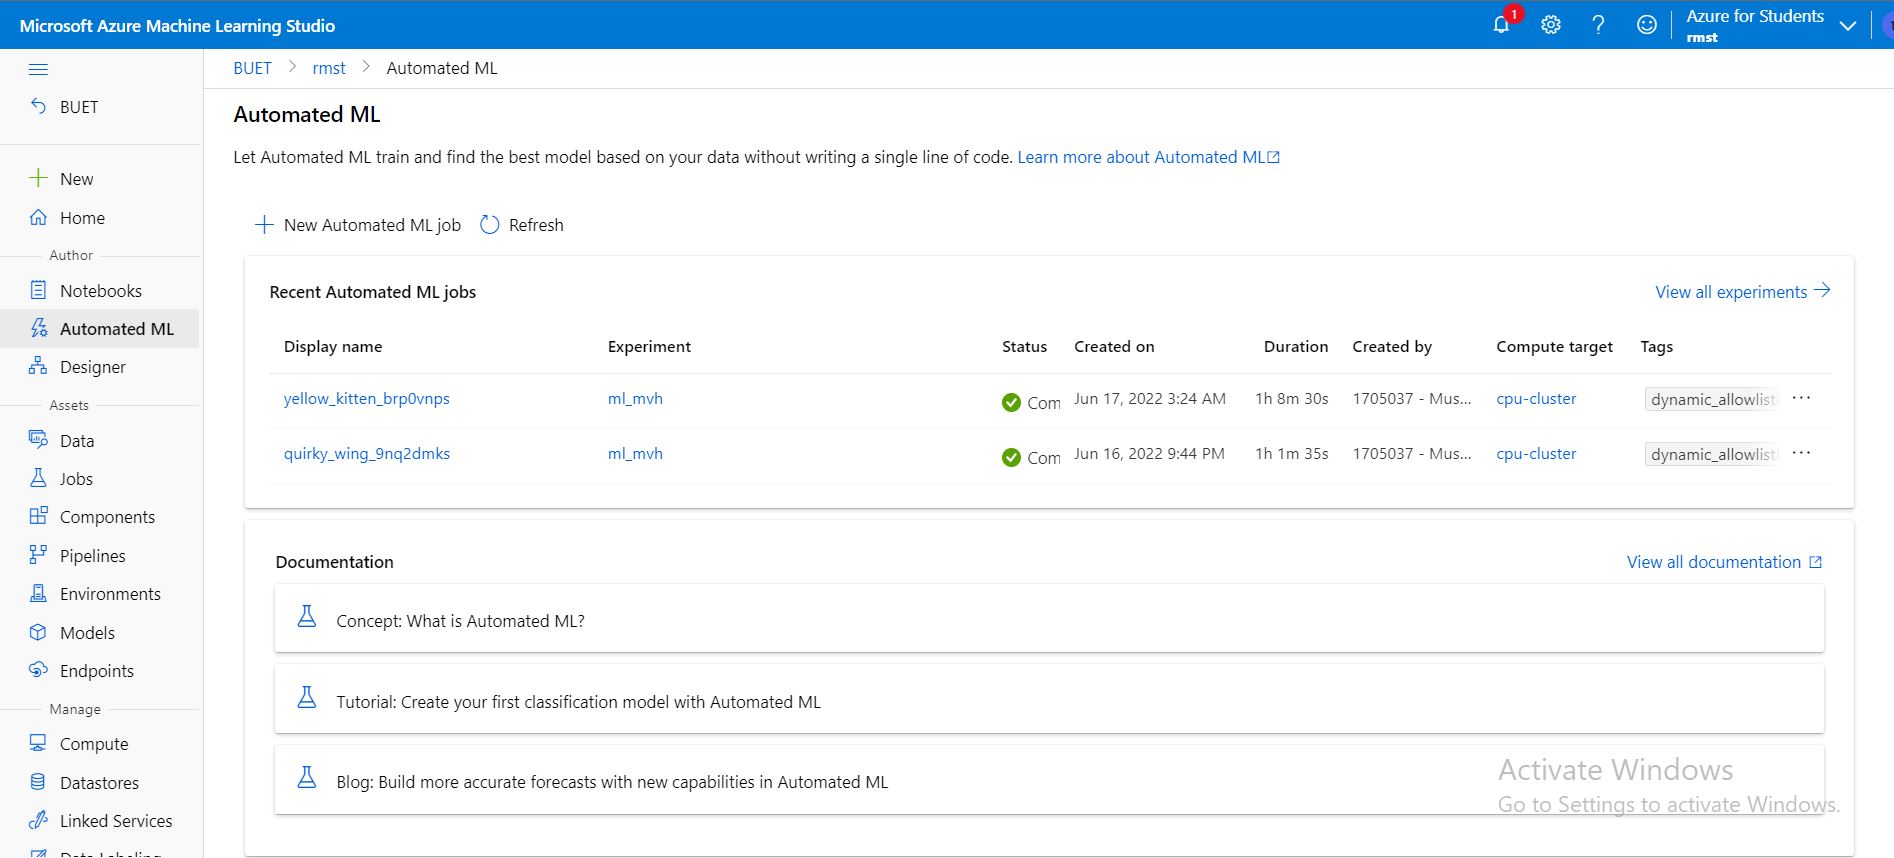 Microsoft Azure Machine Learning Studio
1
Azure for Students
rmst
BUET
New
Home
Author
Notebooks
Automated ML
Designer
Assets
Data
Jobs
Components
Pipelines
Environments
Models
Endpoints
Manage
Compute
Datastores
Linked Services
BUET > rmst > Automated ML
Automated ML
Let Automated ML train and find the best model based on your data without writing a single line of code. Learn more about Automated ML
New Automated ML job Refresh
Recent Automated ML jobs View all experiments
Display name Experiment Status Created on Duration Created by Compute target Tags
yellow_kitten_brp0vnps ml_mvh Com Jun 17, 2022 3:24 AM 1h 8m 30s 1705037 - Mus... cpu-cluster dynamic_allowlisti ...
quirky_wing_9nq2dmks ml_mvh Com Jun 16, 2022 9:44 PM 1h 1m 35s 1705037 - Mus... cpu-cluster dynamic_allowlisti ...
Documentation View all documentation
Concept: What is Automated ML?
Tutorial: Create your first classification model with Automated ML
Blog: Build more accurate forecasts with new capabilities in Automated ML
Activate Windows
Go to Settings to activate Windows.